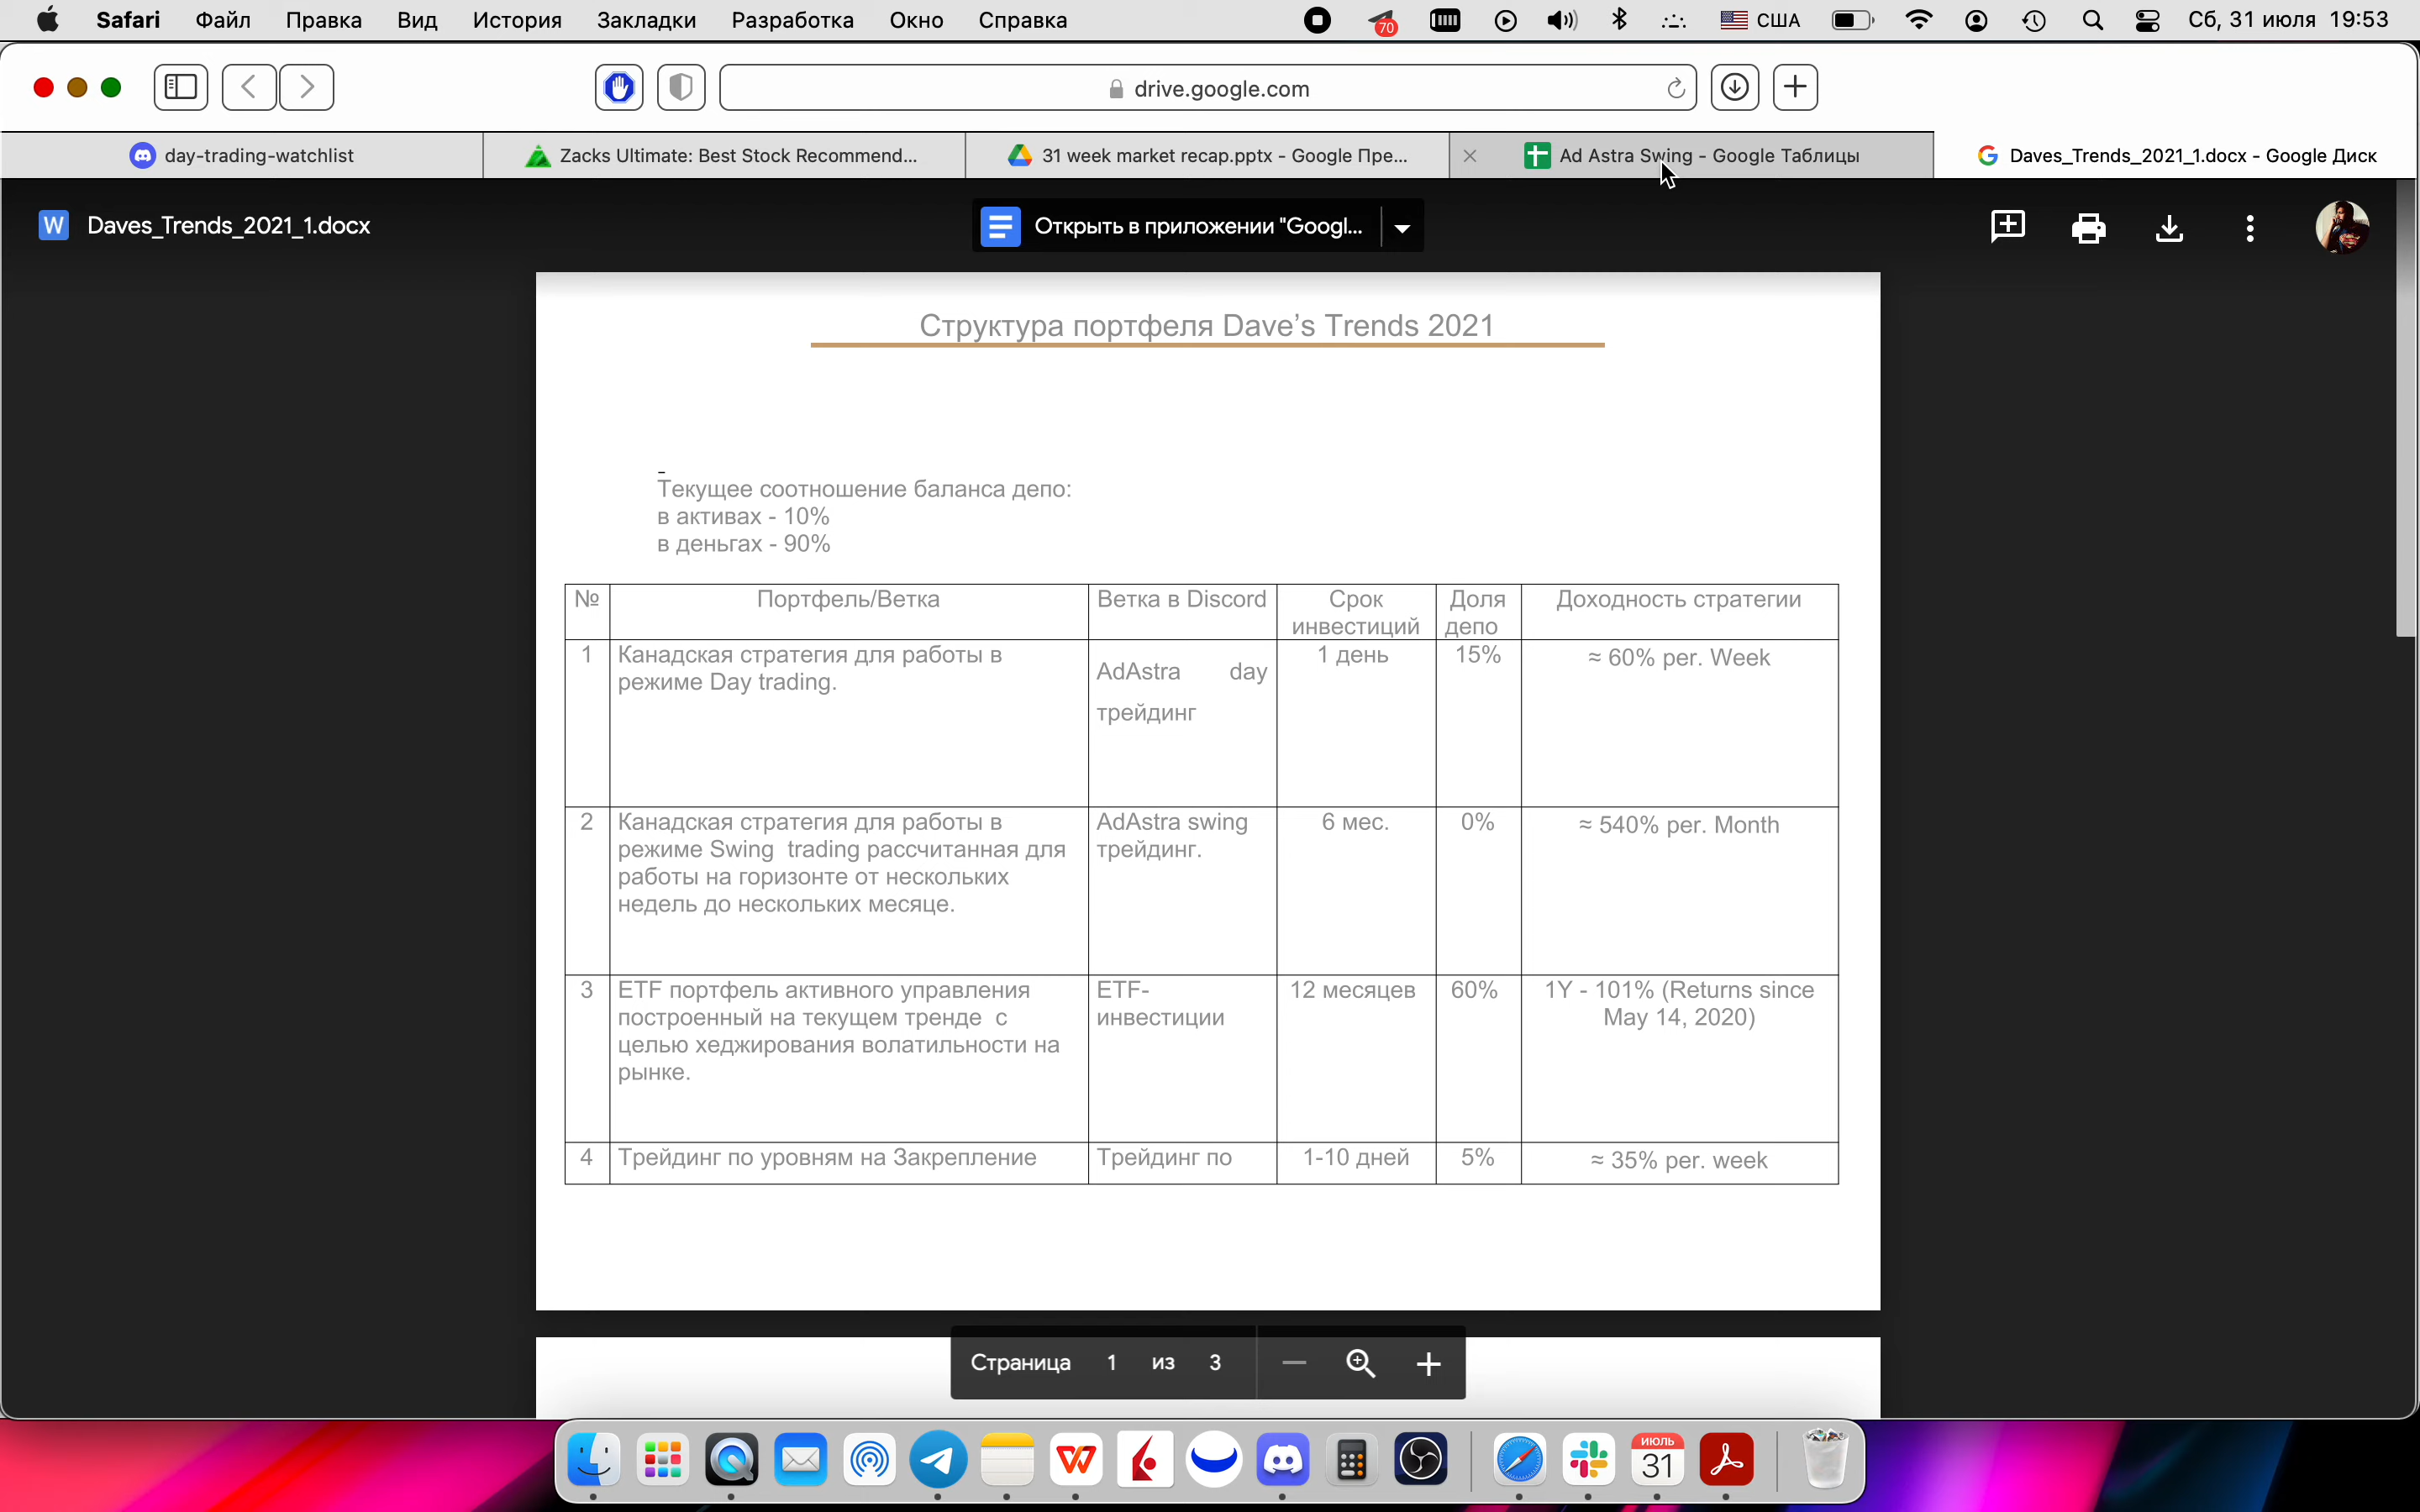 Safari Файл Правка Вид История Закладки Разработка Окно Справка 70 США Сб, 31 июля 19:53
drive.google.com
day-trading-watchlist
Zacks Ultimate: Best Stock Recommend...
31 week market recap.pptx - Google Пре...
Ad Astra Swing - Google Таблицы
Daves_Trends_2021_1.docx - Google Диск
W Daves_Trends_2021_1.docx
Открыть в приложении "Googl...
Структура портфеля Dave’s Trends 2021
-
Текущее соотношение баланса депо:
в активах - 10%
в деньгах - 90%
№ Портфель/Ветка Ветка в Discord Срок инвестиций Доля депо Доходность стратегии
1 Канадская стратегия для работы в
режиме Day trading.
AdAstra day
трейдинг
1 день 15% ≈ 60% per. Week
2 Канадская стратегия для работы в
режиме Swing trading рассчитанная для
работы на горизонте от нескольких
недель до нескольких месяце.
AdAstra swing
трейдинг.
6 мес. 0% ≈ 540% per. Month
3 ETF портфель активного управления
построенный на текущем тренде с
целью хеджирования волатильности на
рынке.
ETF-
инвестиции
12 месяцев 60% 1Y - 101% (Returns since
May 14, 2020)
4 Трейдинг по уровням на Закрепление Трейдинг по 1-10 дней 5% ≈ 35% per. week
Страница 1 из 3
ИЮЛЬ
31